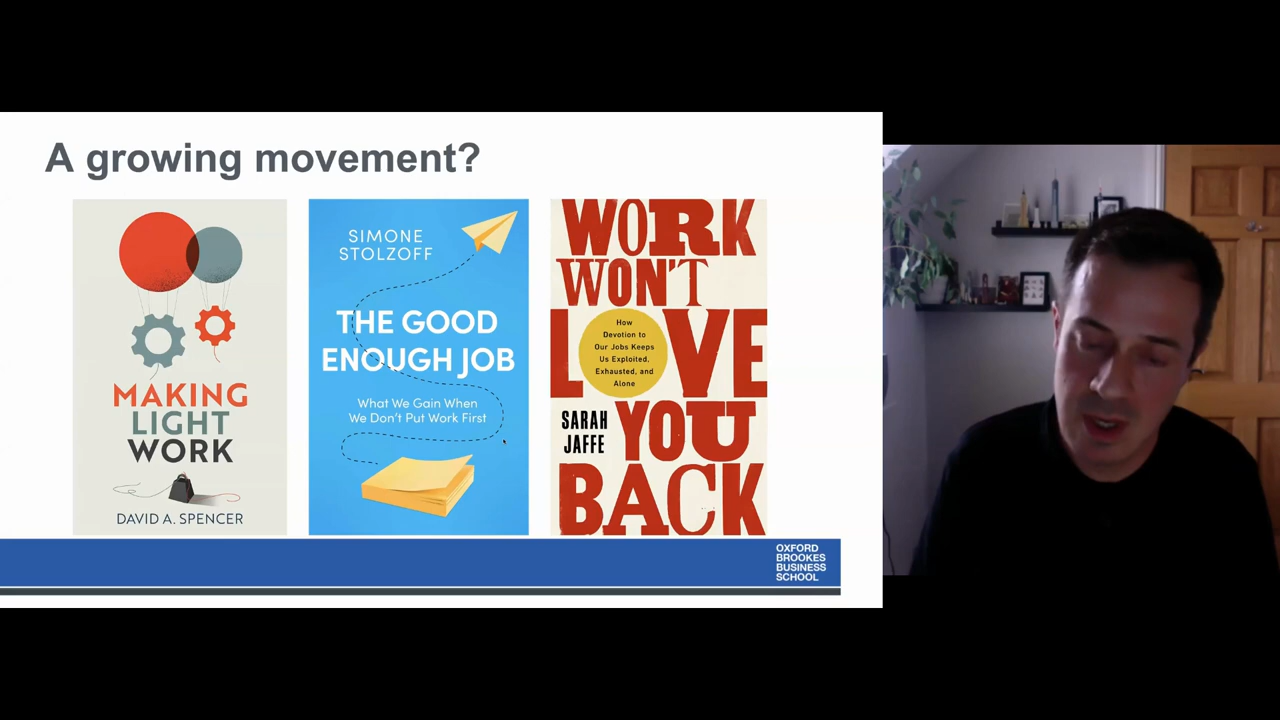 A growing movement?
MAKING
LIGHT
WORK
DAVID A. SPENCER
SIMONE
STOLZOFF
THE GOOD
ENOUGH JOB
What We Gain When
We Don't Put Work First
WORK
WON'T
LOVE
How
Devotion to
Our Jobs Keeps
Us Exploited,
Exhausted, and
Alone
SARAH
JAFFE
YOU
BACK
OXFORD
BROOKES
BUSINESS
SCHOOL